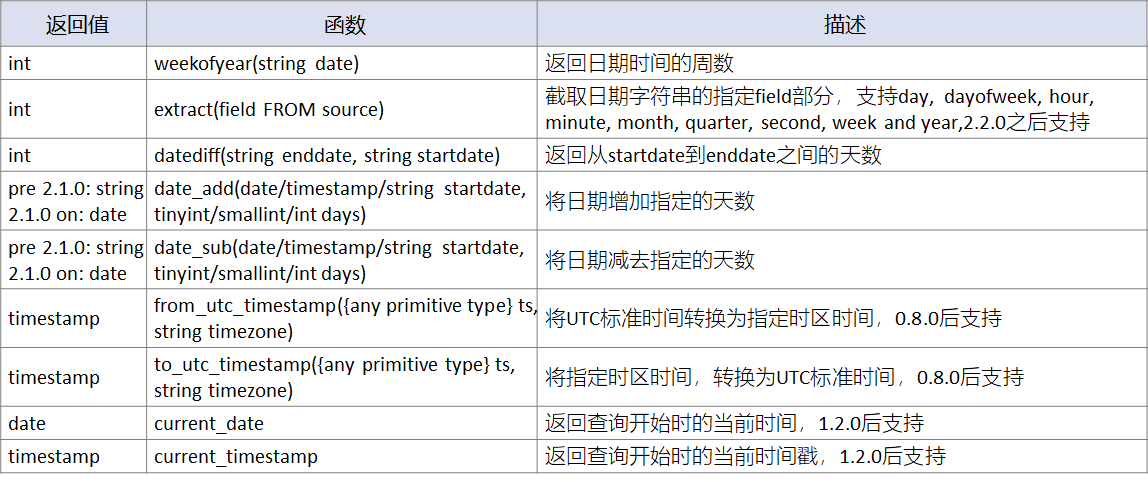 返回值 函数 描述
int weekofyear(string date) 返回日期时间的周数
int extract(field FROM source) 截取日期字符串的指定field部分，支持day, dayofweek, hour,
minute, month, quarter, second, week and year,2.2.0之后支持
int datediff(string enddate, string startdate) 返回从startdate到enddate之间的天数
pre 2.1.0: string
2.1.0 on: date
date_add(date/timestamp/string startdate,
tinyint/smallint/int days)
将日期增加指定的天数
pre 2.1.0: string
2.1.0 on: date
date_sub(date/timestamp/string startdate,
tinyint/smallint/int days)
将日期减去指定的天数
timestamp
from_utc_timestamp({any primitive type} ts,
string timezone)
将UTC标准时间转换为指定时区时间，0.8.0后支持
timestamp
to_utc_timestamp({any primitive type} ts,
string timezone)
将指定时区时间，转换为UTC标准时间，0.8.0后支持
date current_date 返回查询开始时的当前时间，1.2.0后支持
timestamp current_timestamp 返回查询开始时的当前时间戳，1.2.0后支持